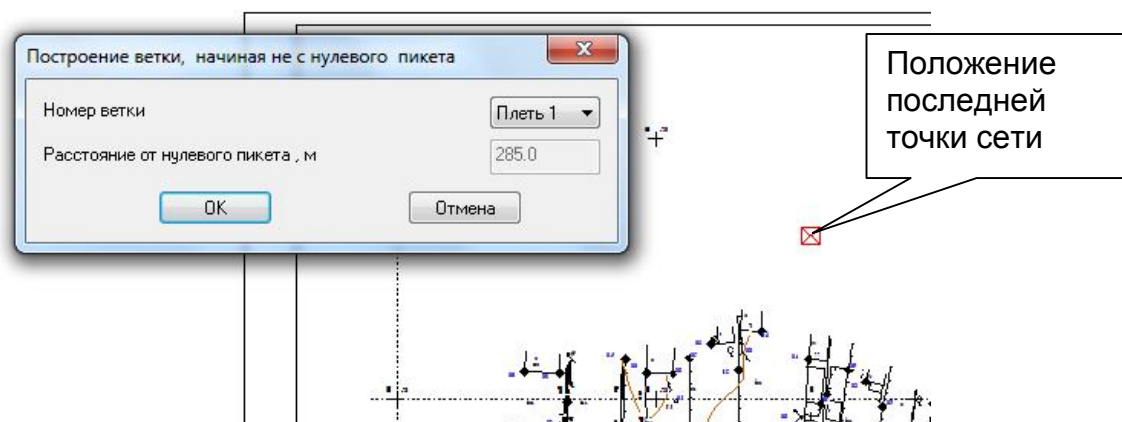 Построение ветки, начиная не с нулевого пикета
Номер ветки
Плеть 1
Расстояние от нулевого пикета , м
285.0
OK
Отмена
Положение
последней
точки сети